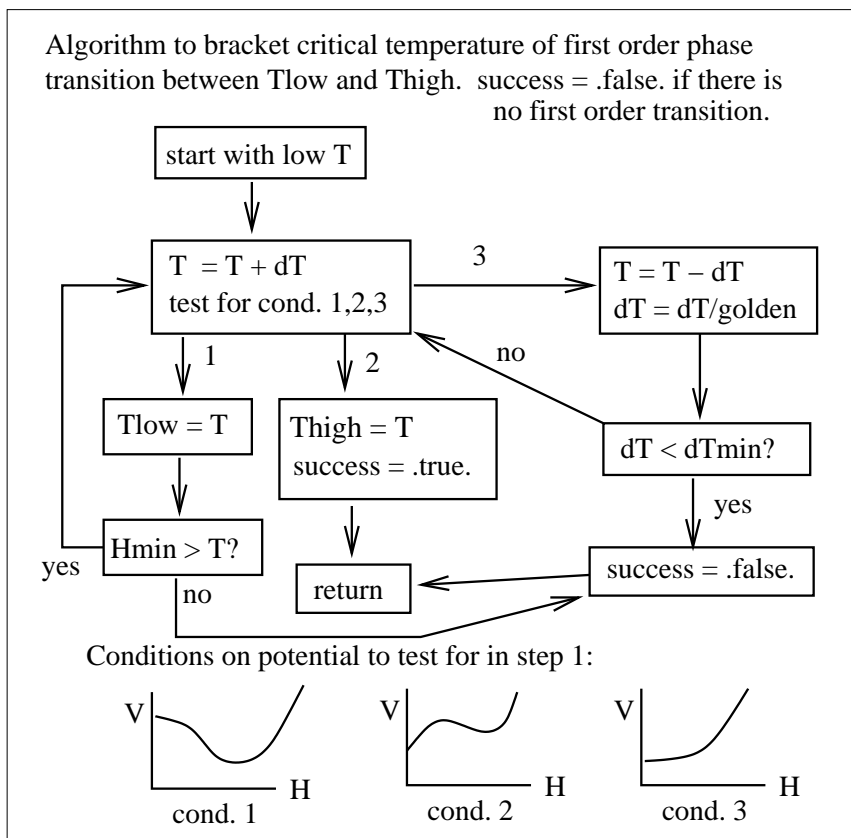 Algorithm to bracket critical temperature of first order phase
transition between Tlow and Thigh. success = .false. if there is
no first order transition.
start with low T
T = T + dT
test for cond. 1,2,3
3
T = T − dT
dT = dT/golden
1
2
no
Tlow = T
Thigh = T
success = .true.
dT < dTmin?
yes
Hmin > T?
yes
no
return
success = .false.
Conditions on potential to test for in step 1:
V
H
cond. 1
V
H
cond. 2
V
H
cond. 3